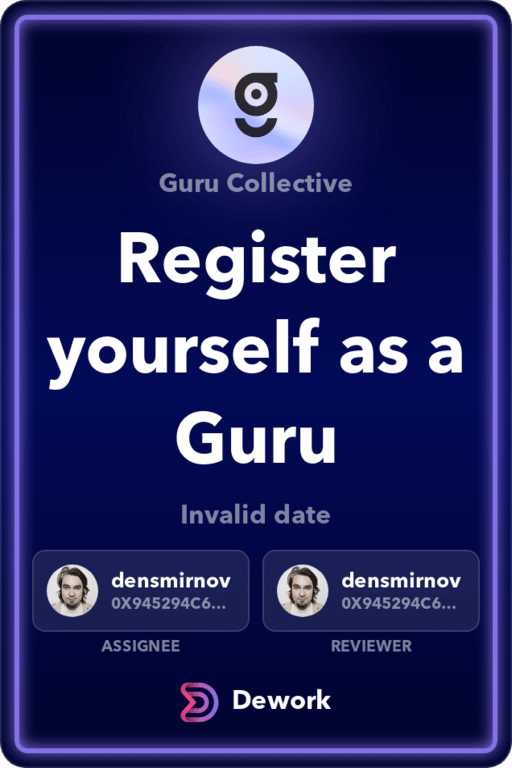 Guru Collective
Register
yourself as a
Guru
Invalid date
densmirnov
0X945294C6...
densmirnov
0X945294C6...
ASSIGNEE
REVIEWER
Dework